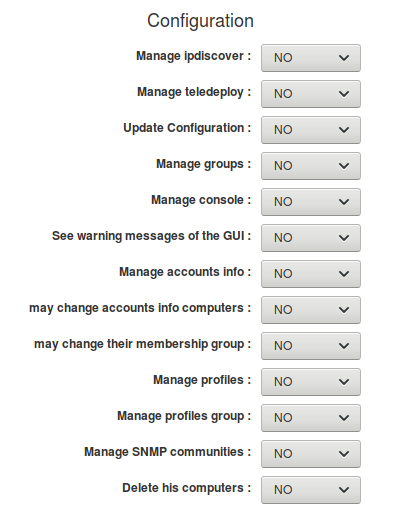 Configuration
Manage ipdiscover : NO
Manage teledeploy : NO
Update Configuration : NO
Manage groups : NO
Manage console : NO
See warning messages of the GUI : NO
Manage accounts info : NO
may change accounts info computers : NO
may change their membership group : NO
Manage profiles : NO
Manage profiles group : NO
Manage SNMP communities : NO
Delete his computers : NO